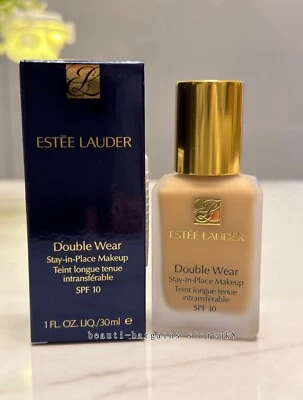 ESTĒE LAUDER
Double Wear
Stay-in-Place Makeup
Teint longue tenue
intransférable
SPF 10
1 FL. OZ. LIQ./30ml e
ESTĒE LAUDER
Double Wear
Stay-in-Place Makeup
Teint longue tenue
intransférable
SPF 10